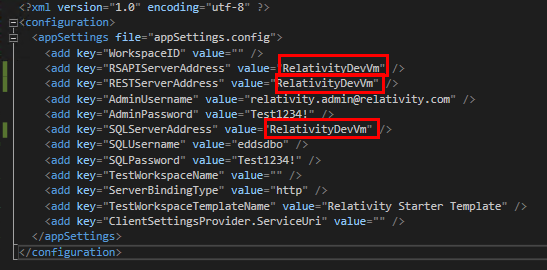 <?xml version="1.0" encoding="utf-8" ?>
<configuration>
<appSettings file="appSettings.config">
<add key="WorkspaceID" value="" />
<add key="RSAPIServerAddress" value="RelativityDevVm" />
<add key="RESTServerAddress" value="RelativityDevVm" />
<add key="AdminUsername" value="relativity.admin@relativity.com" />
<add key="AdminPassword" value="Test1234!" />
<add key="SQLServerAddress" value="RelativityDevVm" />
<add key="SQLUsername" value="eddsdbo" />
<add key="SQLPassword" value="Test1234!" />
<add key="TestWorkspaceName" value="" />
<add key="ServerBindingType" value="http" />
<add key="TestWorkspaceTemplateName" value="Relativity Starter Template" />
<add key="ClientSettingsProvider.ServiceUri" value="" />
</appSettings>
</configuration>